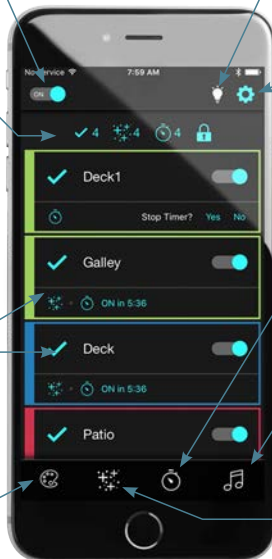 No Service 7:59 AM
ON
4 4 4
Deck1
Stop Timer? Yes No
Galley
ON in 5:36
Deck
ON in 5:36
Patio